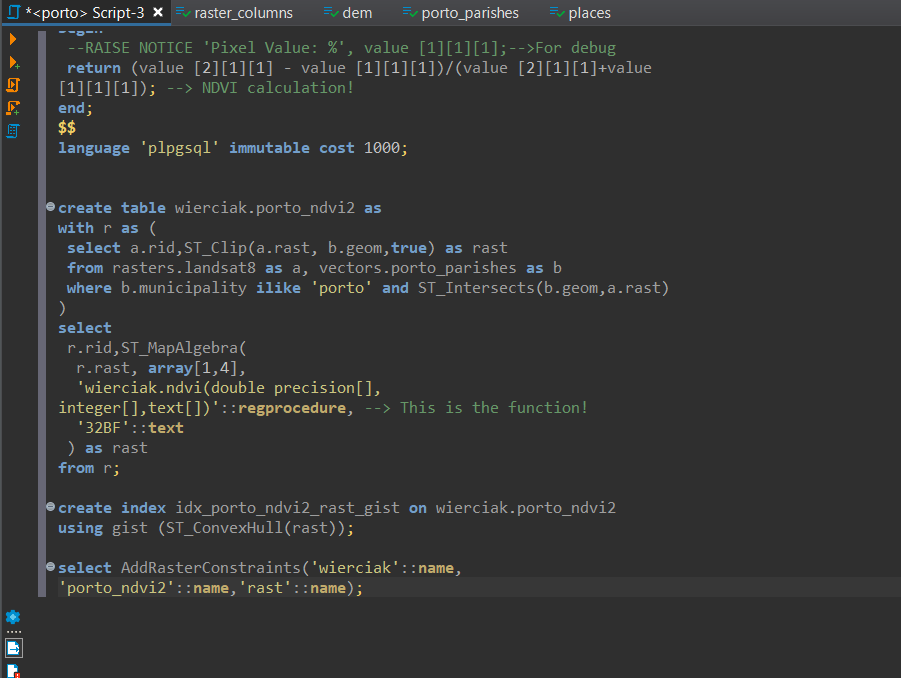 *<porto> Script-3 raster_columns dem porto_parishes places
begin
--RAISE NOTICE 'Pixel Value: %', value [1][1][1];-->For debug
return (value [2][1][1] - value [1][1][1])/(value [2][1][1]+value
[1][1][1]); --> NDVI calculation!
end;
$$
language 'plpgsql' immutable cost 1000;
create table wierciak.porto_ndvi2 as
with r as (
select a.rid,ST_Clip(a.rast, b.geom,true) as rast
from rasters.landsat8 as a, vectors.porto_parishes as b
where b.municipality ilike 'porto' and ST_Intersects(b.geom,a.rast)
)
select
r.rid,ST_MapAlgebra(
r.rast, array[1,4],
'wierciak.ndvi(double precision[],
integer[],text[])'::regprocedure, --> This is the function!
'32BF'::text
) as rast
from r;
create index idx_porto_ndvi2_rast_gist on wierciak.porto_ndvi2
using gist (ST_ConvexHull(rast));
select AddRasterConstraints('wierciak'::name,
'porto_ndvi2'::name,'rast'::name);